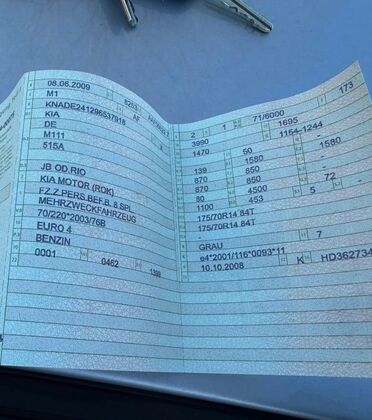 08.06.2009 8253
M1 AF
KNADE241296537918
KIA
DE
M111
515A
JB OD.RIO
KIA MOTOR (ROK)
FZ.Z.PERS.BEF.B. 8 SPL.
MEHRZWECKFAHRZEUG
70/220*2003/76B
EURO 4
BENZIN
0001 0462 1399
2 1 71/6000 173
3990 1695
1470 50 1154-1244 -
139 1580 - 1580
870 850 -
870 850 -
80 4500 72 -
1100 453 5 -
175/70R14 84T
175/70R14 84T
GRAU 7
e4*2001/116*0093*11
10.10.2008 K HD362734